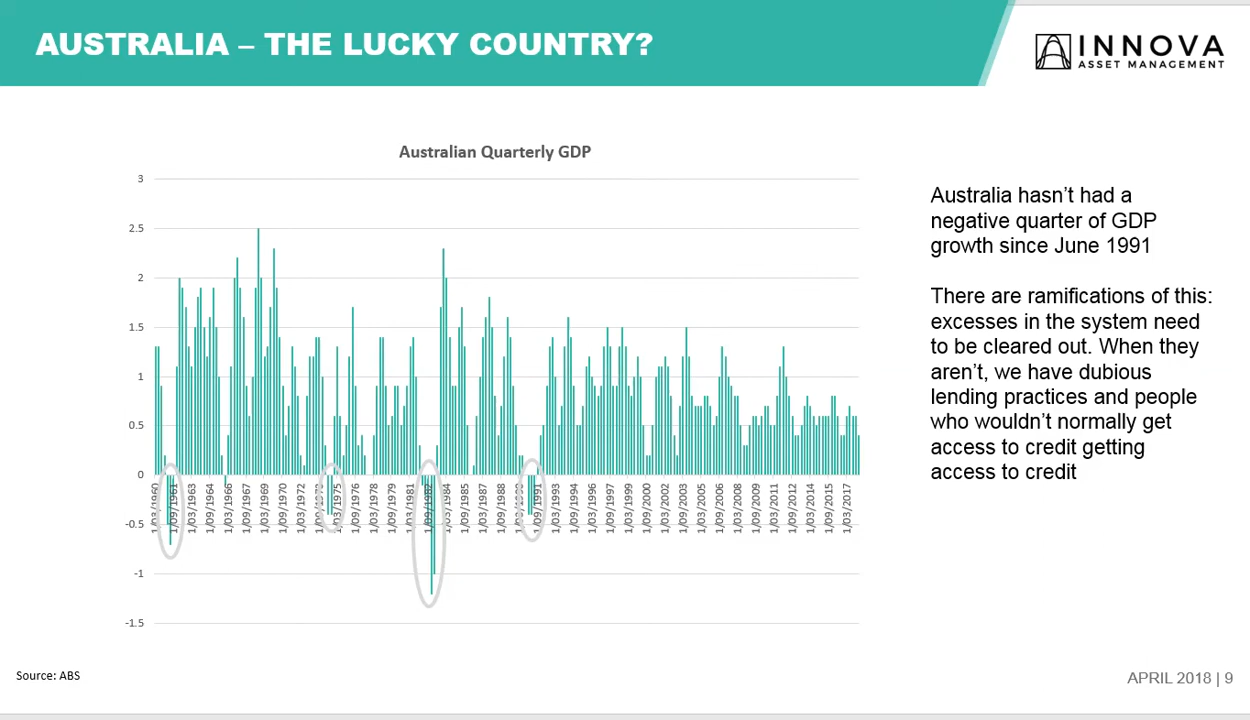 AUSTRALIA – THE LUCKY COUNTRY?
INNOVA
ASSET MANAGEMENT
Australian Quarterly GDP
3
2.5
2
1.5
1
0.5
0
-0.5
-1
-1.5
1/03/1960
1/09/1961
1/03/1963
1/09/1964
1/03/1966
1/09/1967
1/03/1969
1/09/1970
1/03/1972
1/09/1973
1/03/1975
1/09/1976
1/03/1978
1/09/1979
1/03/1981
1/09/1982
1/03/1984
1/09/1985
1/03/1987
1/09/1988
1/03/1990
1/09/1991
1/03/1993
1/09/1994
1/03/1996
1/09/1997
1/03/1999
1/09/2000
1/03/2002
1/09/2003
1/03/2005
1/09/2006
1/03/2008
1/09/2009
1/03/2011
1/09/2012
1/03/2014
1/09/2015
1/03/2017
Australia hasn’t had a
negative quarter of GDP
growth since June 1991
There are ramifications of this:
excesses in the system need
to be cleared out. When they
aren’t, we have dubious
lending practices and people
who wouldn’t normally get
access to credit getting
access to credit
Source: ABS
APRIL 2018 | 9